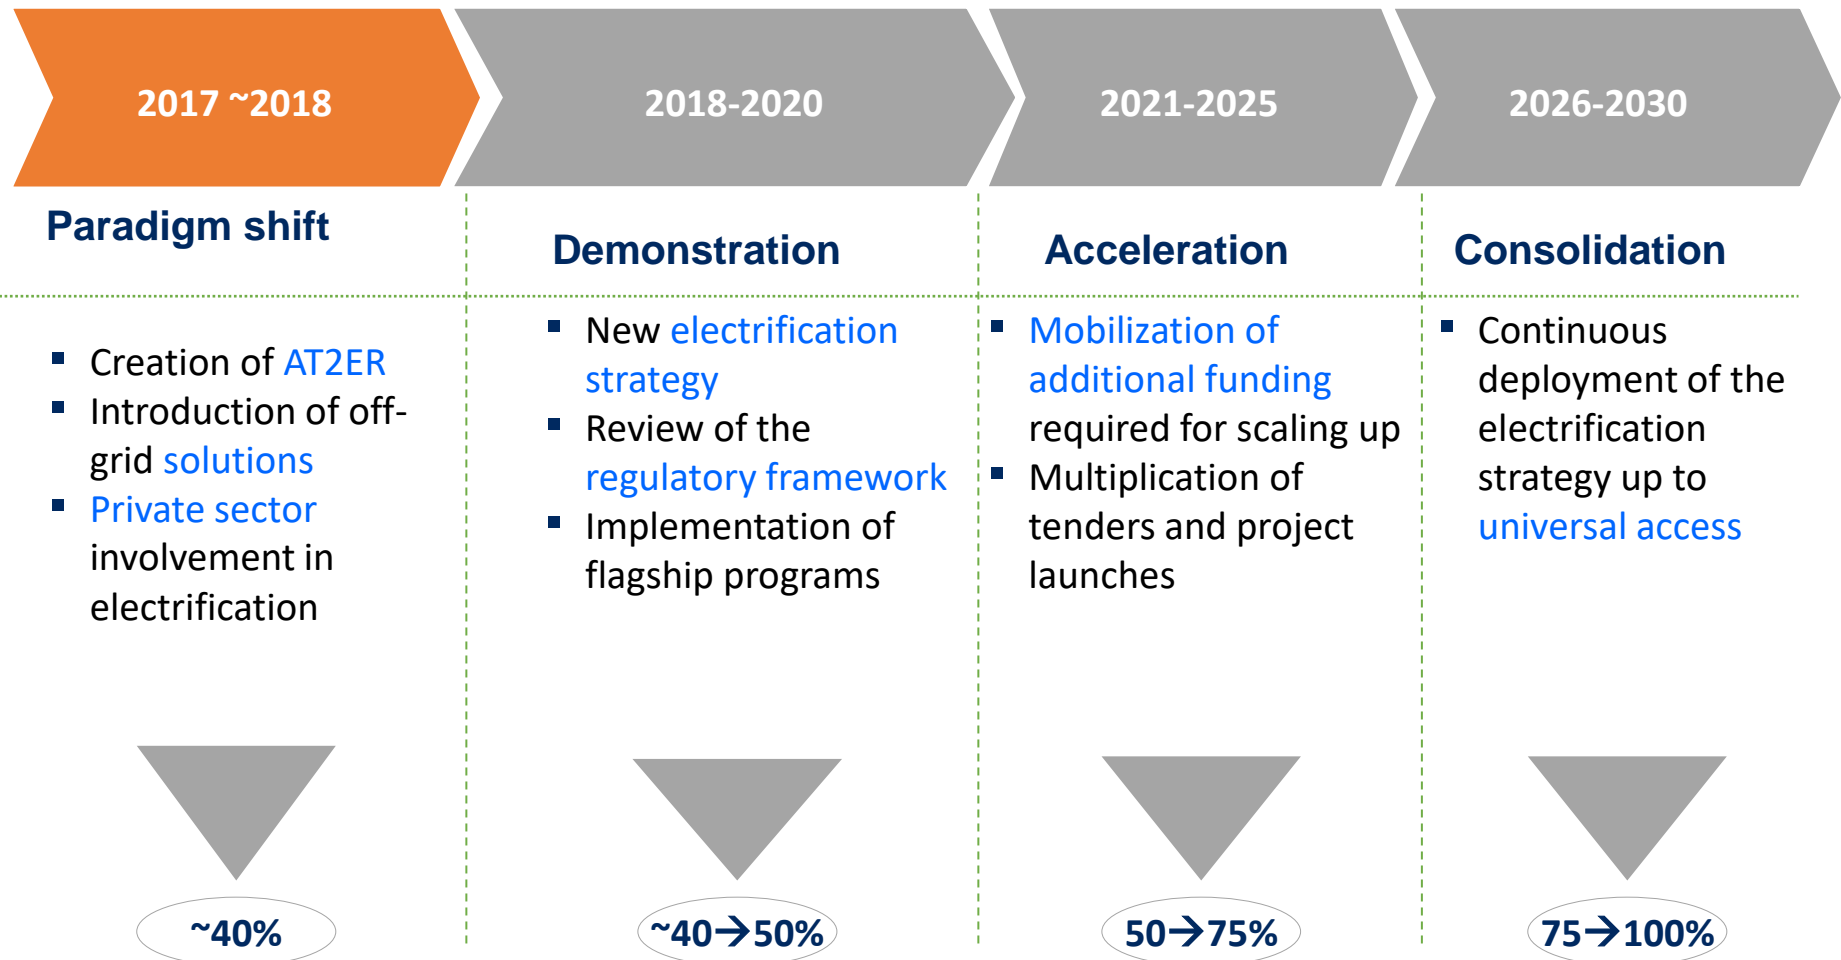 2017 ~2018
2018-2020
2021-2025
2026-2030
Paradigm shift
▪ Creation of AT2ER
▪ Introduction of off-
grid solutions
▪ Private sector
involvement in
electrification
~40%
Demonstration
▪ New electrification
strategy
▪ Review of the
regulatory framework
▪ Implementation of
flagship programs
~40→50%
Acceleration
▪ Mobilization of
additional funding
required for scaling up
▪ Multiplication of
tenders and project
launches
50→75%
Consolidation
▪ Continuous
deployment of the
electrification
strategy up to
universal access
75→100%